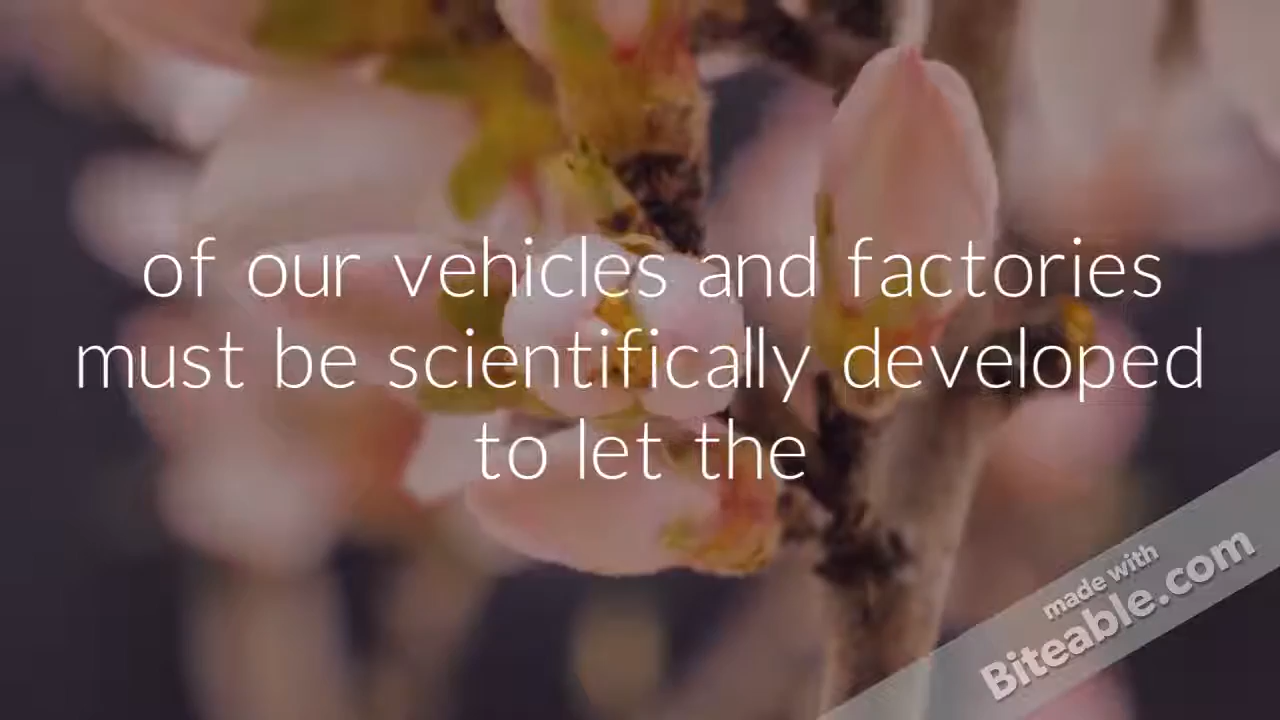 of our vehicles and factories
must be scientifically developed
to let the
made with
Biteable.com